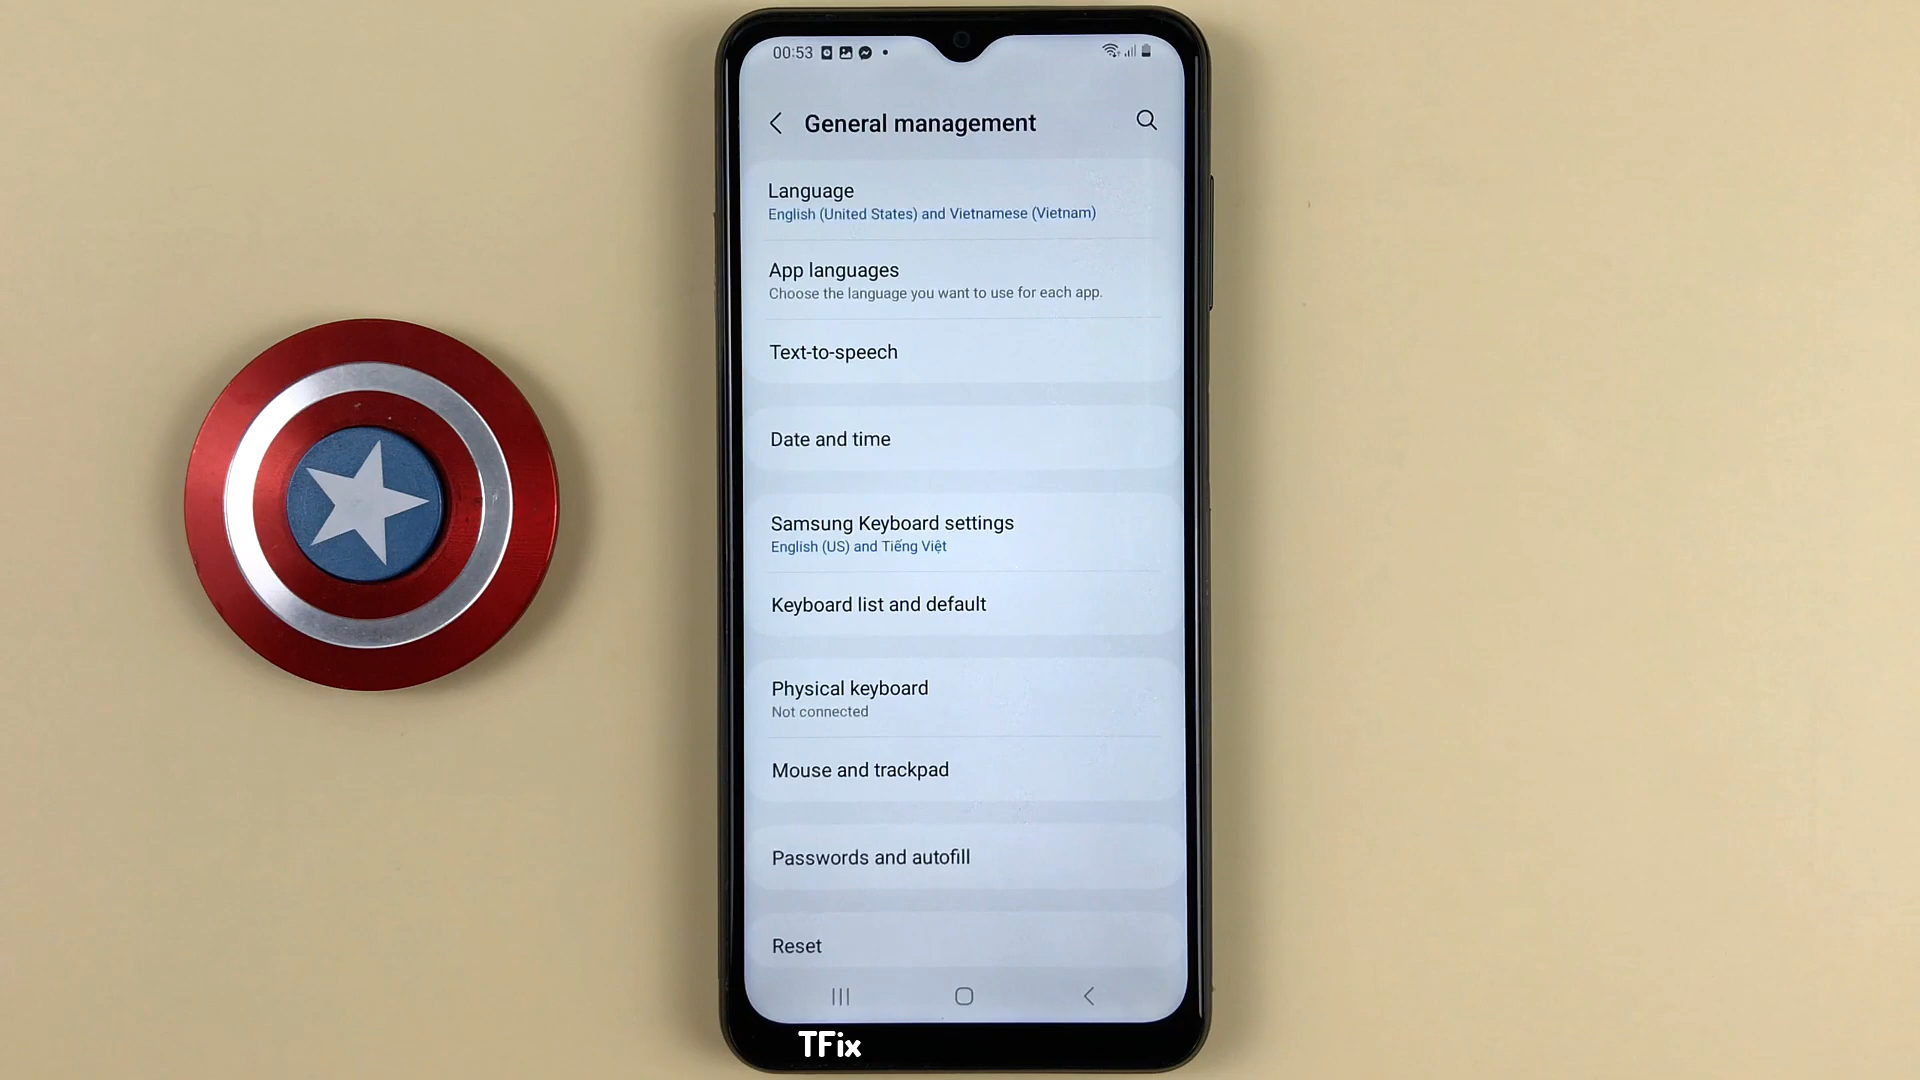 00:53
General management
Language
English (United States) and Vietnamese (Vietnam)
App languages
Choose the language you want to use for each app.
Text-to-speech
Date and time
Samsung Keyboard settings
English (US) and Tiếng Việt
Keyboard list and default
Physical keyboard
Not connected
Mouse and trackpad
Passwords and autofill
Reset
TFix